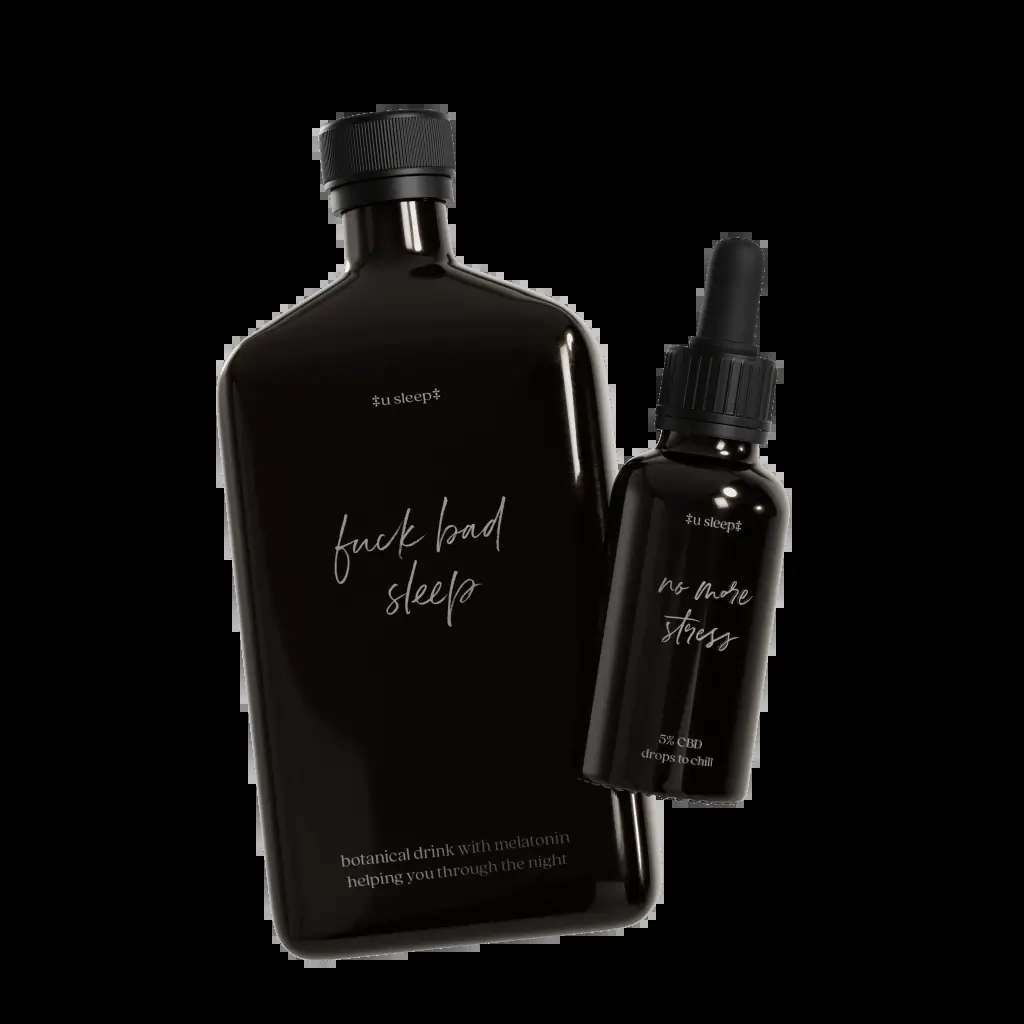 ‡u sleep‡
fuck bad
sleep
botanical drink with melatonin
helping you through the night
‡u sleep‡
no more
stress
5% CBD
drops to chill